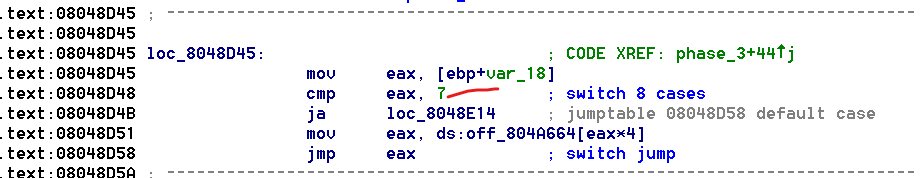 .text:08048D45 ; ---------------------------------------------------------------------------
.text:08048D45
.text:08048D45 loc_8048D45: ; CODE XREF: phase_3+44↑j
.text:08048D45 mov eax, [ebp+var_18]
.text:08048D48 cmp eax, 7 ; switch 8 cases
.text:08048D4B ja loc_8048E14 ; jumptable 08048D58 default case
.text:08048D51 mov eax, ds:off_804A664[eax*4]
.text:08048D58 jmp eax ; switch jump
.text:08048D5A ; ---------------------------------------------------------------------------